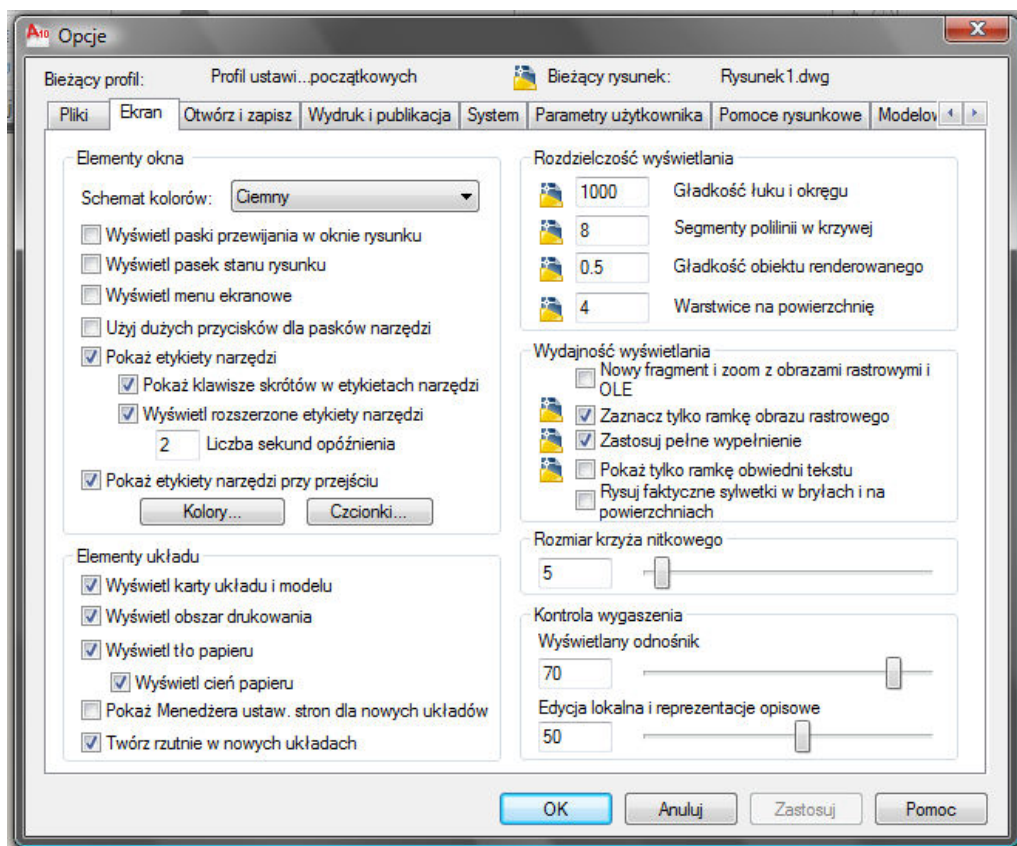 A10 Opcje
Bieżący profil: Profil ustawi...początkowych Bieżący rysunek: Rysunek1.dwg
Pliki Ekran Otwórz i zapisz Wydruk i publikacja System Parametry użytkownika Pomoce rysunkowe Modelov
Elementy okna
Schemat kolorów: Ciemny
Wyświetl paski przewijania w oknie rysunku
Wyświetl pasek stanu rysunku
Wyświetl menu ekranowe
Użyj dużych przycisków dla pasków narzędzi
Pokaż etykiety narzędzi
Pokaż klawisze skrótów w etykietach narzędzi
Wyświetl rozszerzone etykiety narzędzi
2 Liczba sekund opóźnienia
Pokaż etykiety narzędzi przy przejściu
Kolory... Czcionki...
Elementy układu
Wyświetl karty układu i modelu
Wyświetl obszar drukowania
Wyświetl tło papieru
Wyświetl cień papieru
Pokaż Menedżera ustaw. stron dla nowych układów
Twórz rzutnie w nowych układach
Rozdzielczość wyświetlania
1000 Gładkość łuku i okręgu
8 Segmenty polilinii w krzywej
0.5 Gładkość obiektu renderowanego
4 Warstwice na powierzchnię
Wydajność wyświetlania
Nowy fragment i zoom z obrazami rastrowymi i
OLE
Zaznacz tylko ramkę obrazu rastrowego
Zastosuj pełne wypełnienie
Pokaż tylko ramkę obwiedni tekstu
Rysuj faktyczne sylwetki w bryłach i na
powierzchniach
Rozmiar krzyża nitkowego
5
Kontrola wygaszenia
Wyświetlany odnośnik
70
Edycja lokalna i reprezentacje opisowe
50
OK Anuluj Zastosuj Pomoc